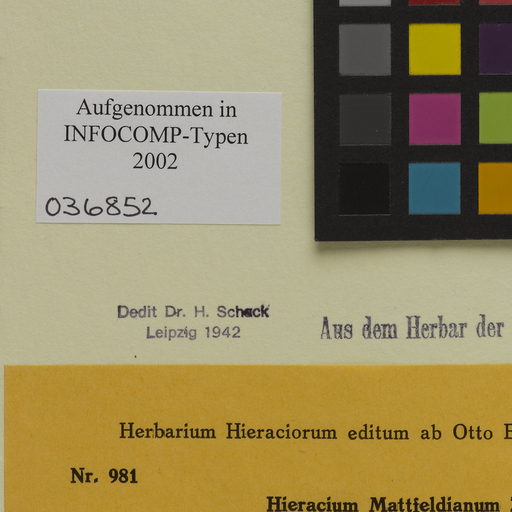 Aufgenommen in
INFOCOMP-Typen
2002
036852
Dedit Dr. H. Schack
Leipzig 1942
Aus dem Herbar der
Herbarium Hieraciorum editum ab Otto
Nr. 981
Hieracium Mattfeldianum